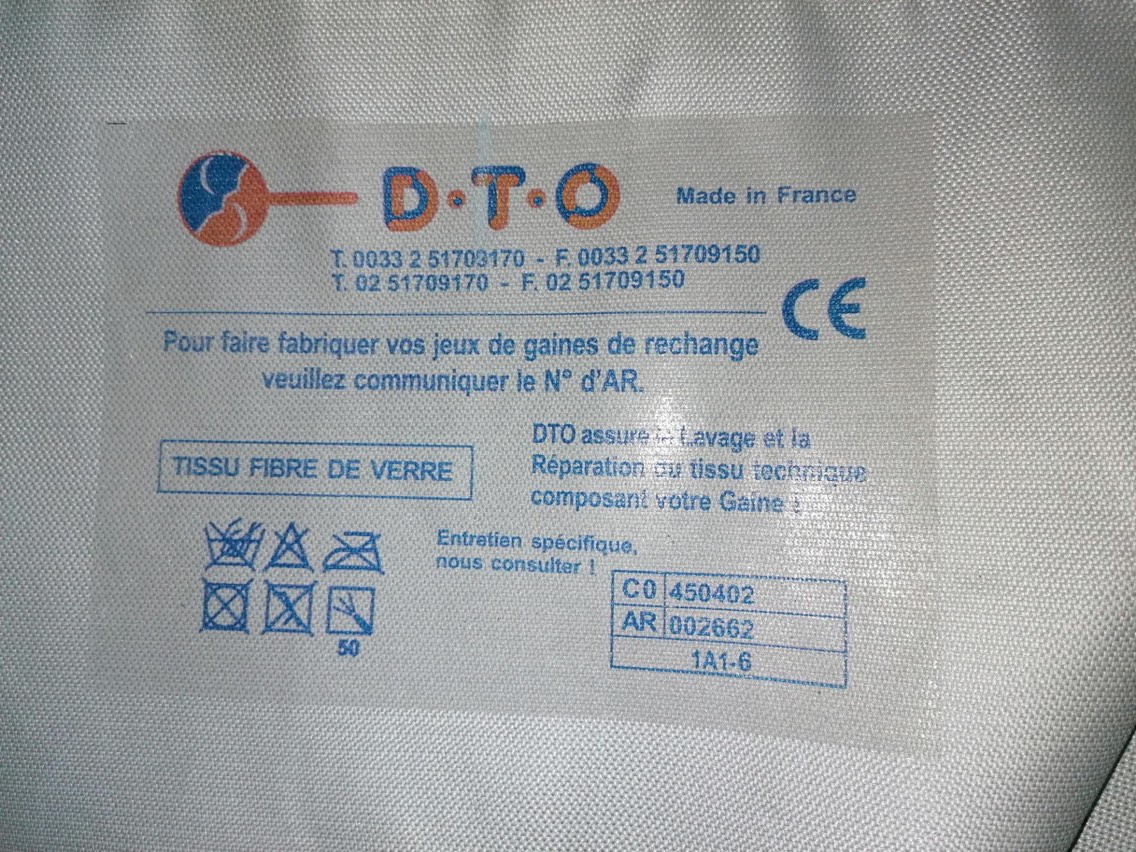 D·T·O
Made in France
T. 0033 2 51709170 - F. 0033 2 51709150
T. 02 51709170 - F. 02 51709150
CE
Pour faire fabriquer vos jeux de gaines de rechange
veuillez communiquer le N° d'AR.
TISSU FIBRE DE VERRE
DTO assure le Lavage et la
Réparation du tissu technique
composant votre Gaine !
Entretien spécifique,
nous consulter !
50
C0 450402
AR 002662
1A1-6